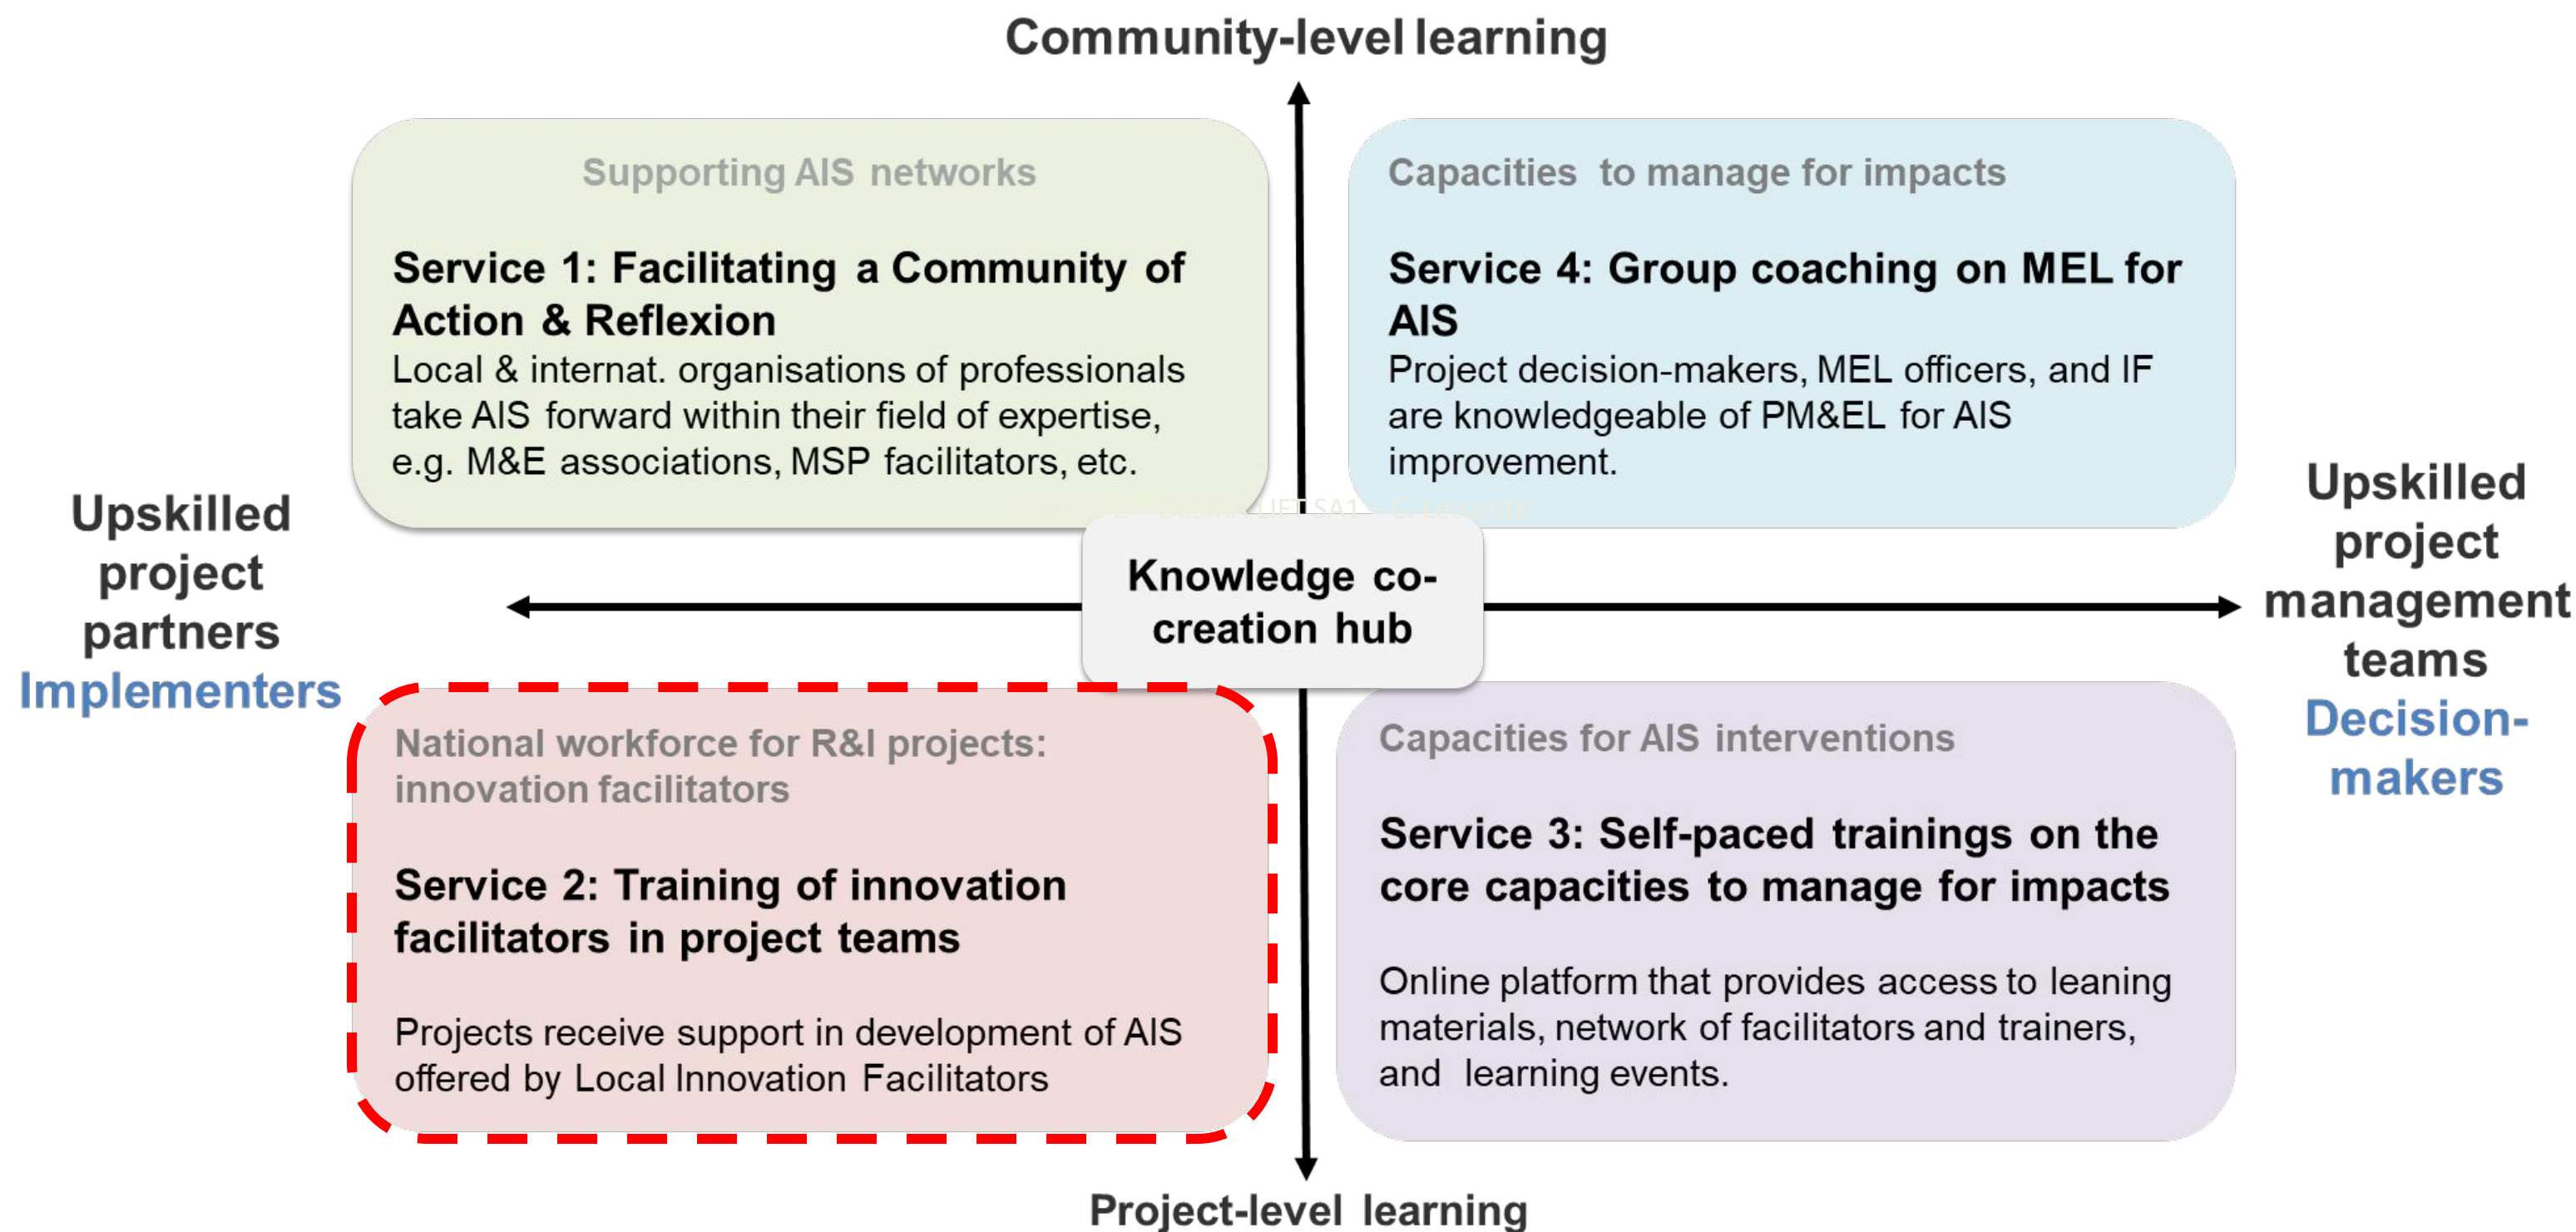 Community-level learning
Supporting AIS networks
Service 1: Facilitating a Community of
Action & Reflexion
Local & internat. organisations of professionals
take AIS forward within their field of expertise,
e.g. M&E associations, MSP facilitators, etc.
Capacities to manage for impacts
Service 4: Group coaching on MEL for
AIS
Project decision-makers, MEL officers, and IF
are knowledgeable of PM&EL for AIS
improvement.
Upskilled
project
partners
Implementers
Knowledge co-
creation hub
Upskilled
project
management
teams
Decision-
makers
National workforce for R&I projects:
innovation facilitators
Service 2: Training of innovation
facilitators in project teams
Projects receive support in development of AIS
offered by Local Innovation Facilitators
Capacities for AIS interventions
Service 3: Self-paced trainings on the
core capacities to manage for impacts
Online platform that provides access to leaning
materials, network of facilitators and trainers,
and learning events.
Project-level learning